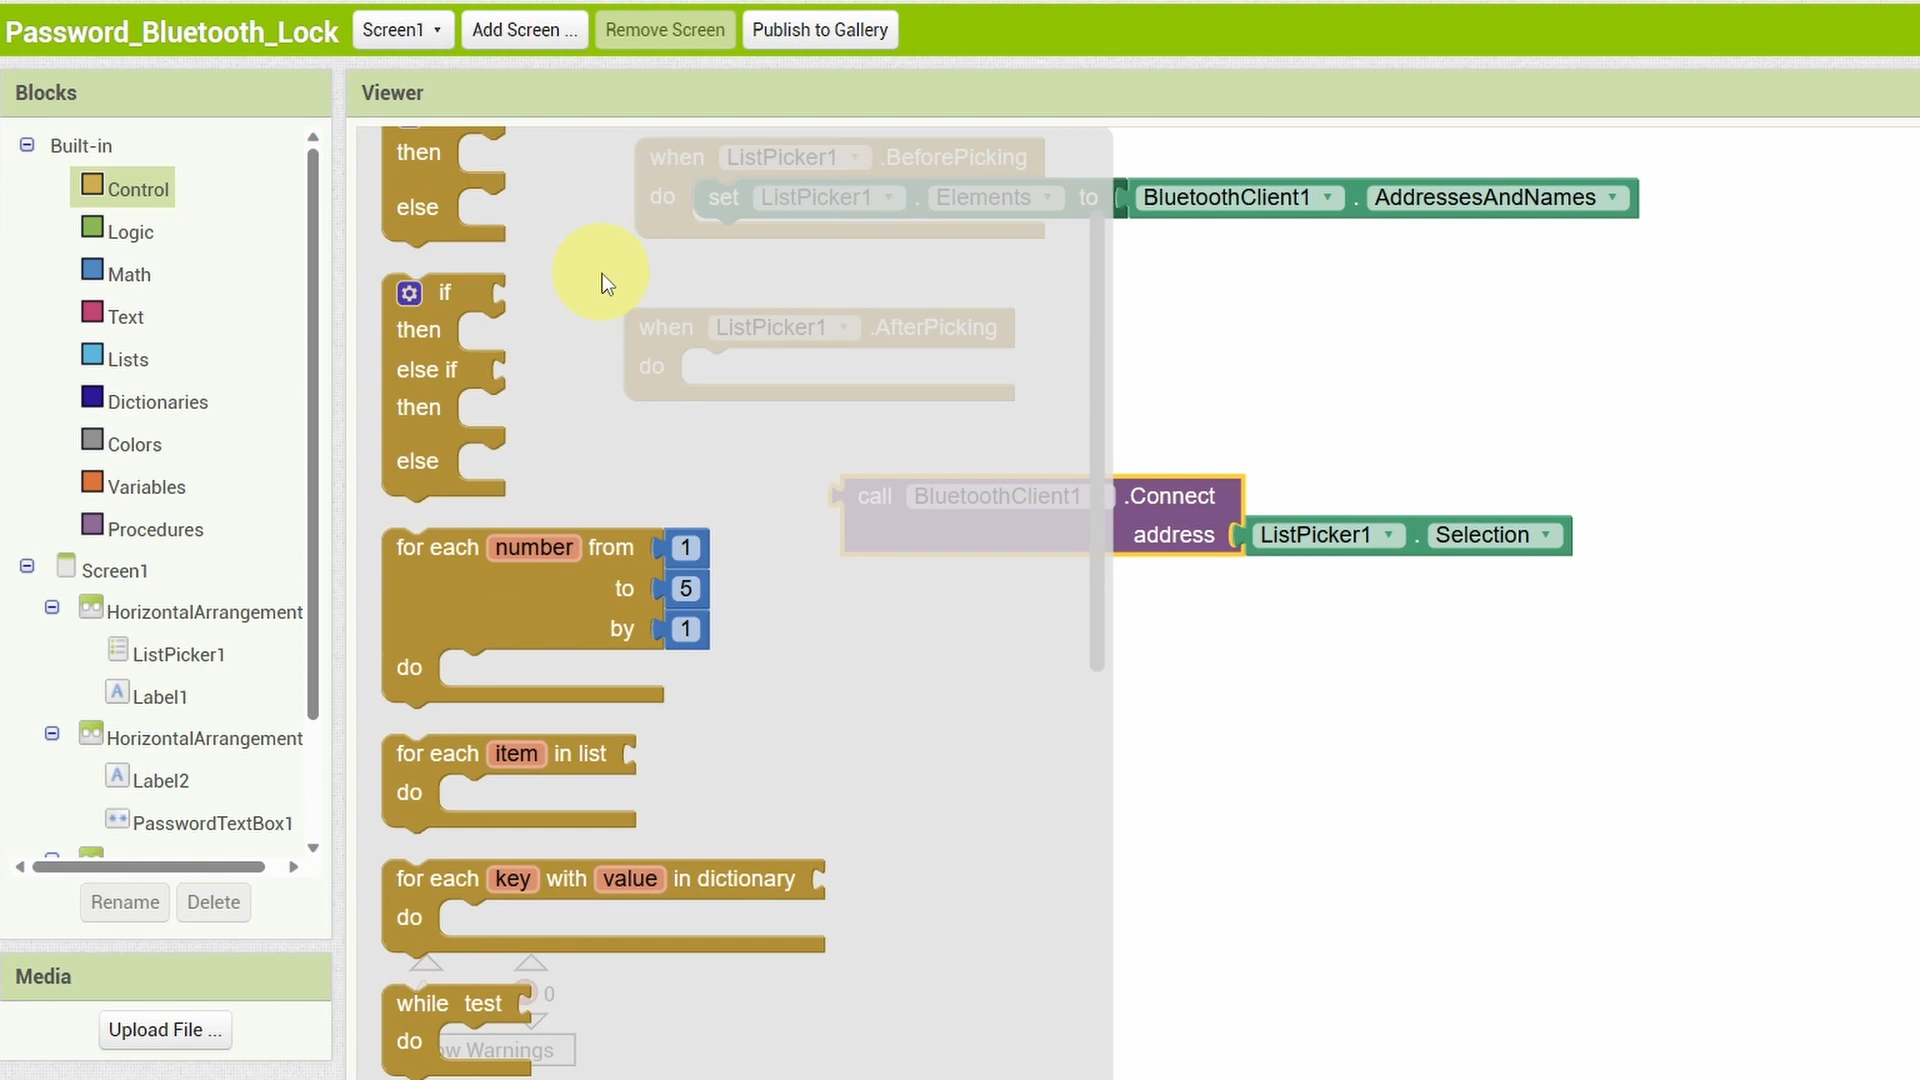 Password_Bluetooth_Lock
Screen1
Add Screen ...
Remove Screen
Publish to Gallery
Blocks
Viewer
Built-in
Control
Logic
Math
Text
Lists
Dictionaries
Colors
Variables
Procedures
Screen1
HorizontalArrangement
ListPicker1
Label1
HorizontalArrangement
Label2
PasswordTextBox1
Rename
Delete
Media
Upload File ...
then
else
if
then
else if
then
else
for each number from 1
to 5
by 1
do
for each item in list
do
for each key with value in dictionary
do
while test
do
0
Warnings
when ListPicker1 .BeforePicking
do set ListPicker1 . Elements to BluetoothClient1 . AddressesAndNames
when ListPicker1 .AfterPicking
do
call BluetoothClient1 .Connect
address ListPicker1 . Selection